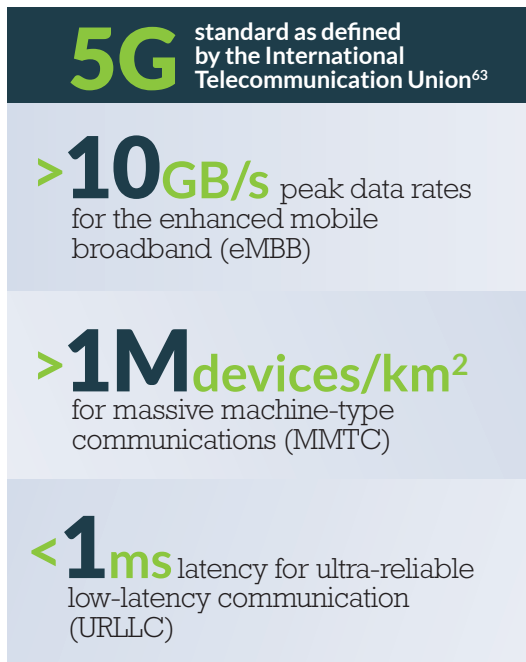 5G standard as defined
by the International
Telecommunication Union⁶³
>10GB/s peak data rates
for the enhanced mobile
broadband (eMBB)
>1Mdevices/km²
for massive machine-type
communications (MMTC)
<1ms latency for ultra-reliable
low-latency communication
(URLLC)